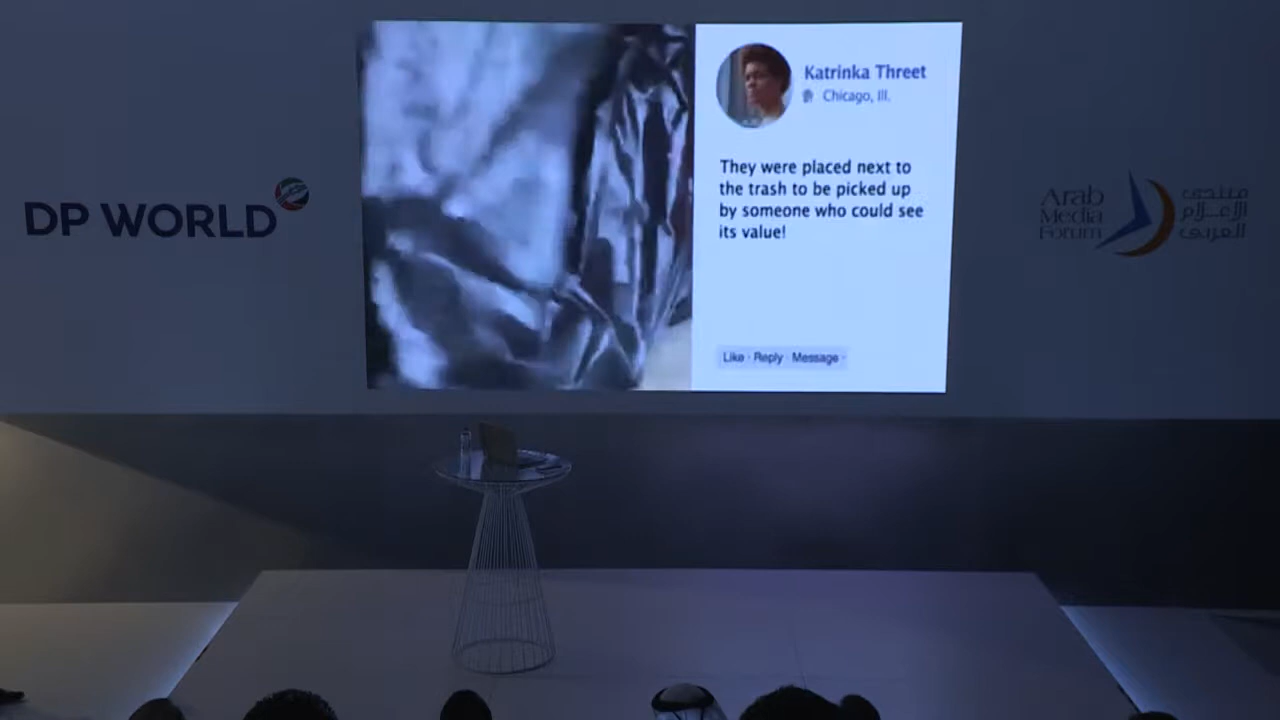 DP WORLD
Katrinka Threet
Chicago, Ill.
They were placed next to
the trash to be picked up
by someone who could see
its value!
Like · Reply · Message ·
Arab
Media
Forum
منتدى
الإعلام
العربي